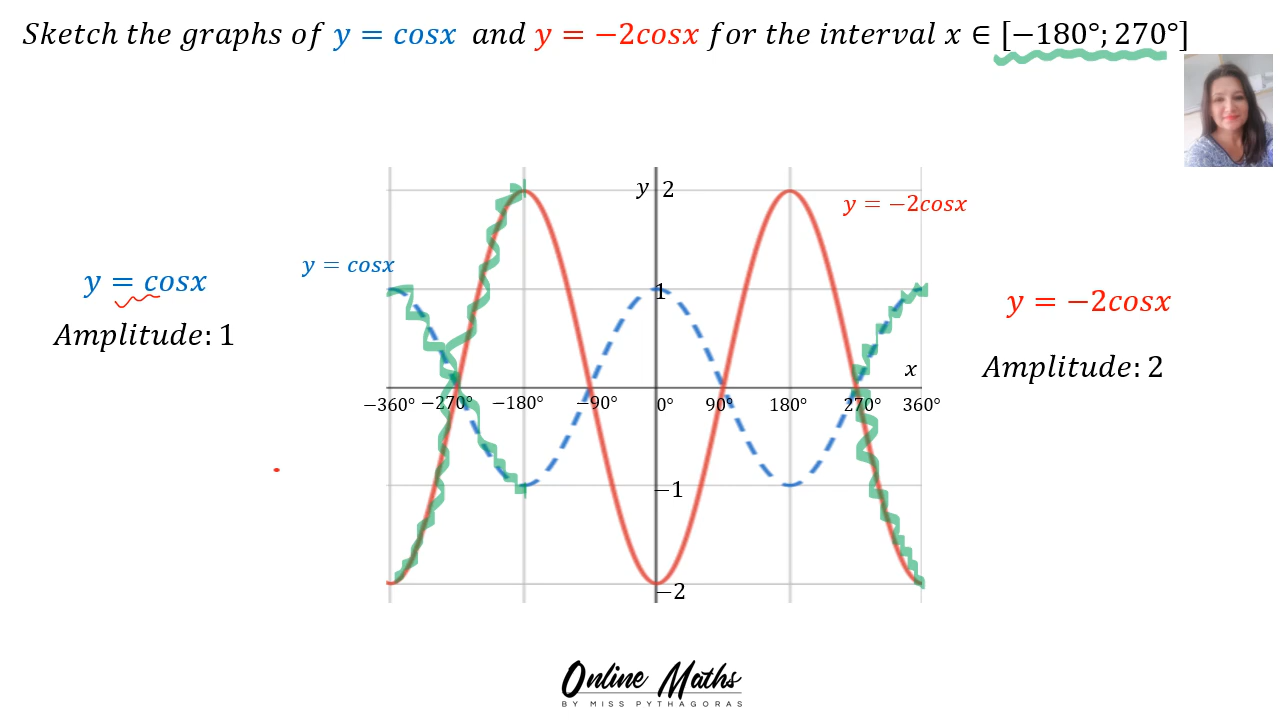 Sketch the graphs of y = cosx and y = −2cosx for the interval x ∈ [−180°; 270°]
y 2
y = −2cosx
y = cosx
y = cosx
1
y = −2cosx
Amplitude: 1
x
Amplitude: 2
−360° −270° −180° −90° 0° 90° 180° 270° 360°
−1
−2
Online Maths
BY MISS PYTHAGORAS